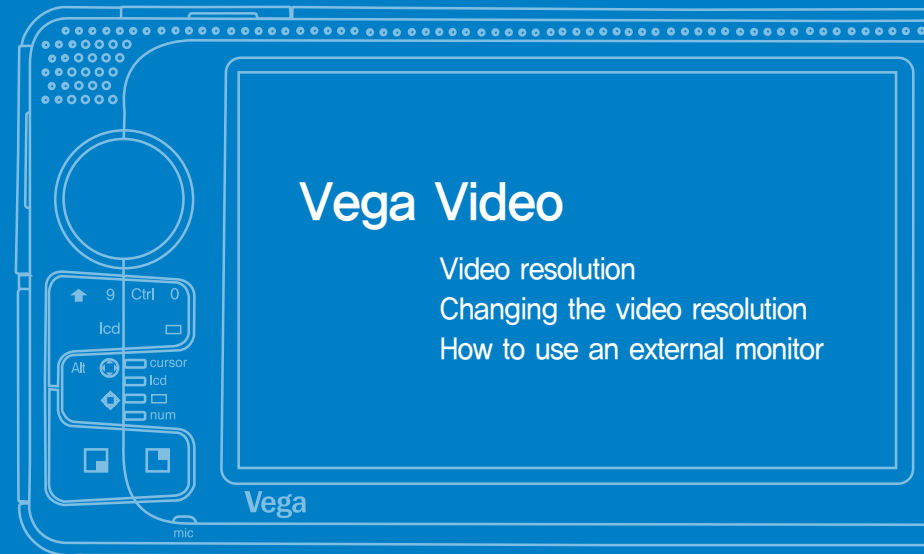 Vega Video
Video resolution
Changing the video resolution
How to use an external monitor
9 Ctrl 0
lcd
Alt
cursor
lcd
num
Vega
mic